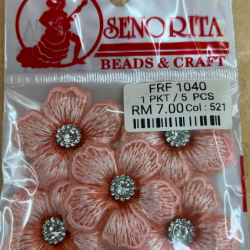 SENORITA
BEADS & CRAFT
FRF 1040
1 PKT / 5 PCS
RM 7.00 Col : 521